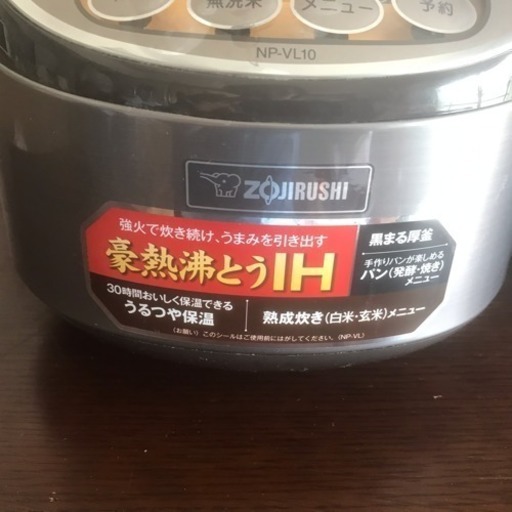 無洗米
メニュー
予約
NP-VL10
ZOJIRUSHI
強火で炊き続け、うまみを引き出す
豪熱沸とうIH
黒まる厚釜
手作りパンが楽しめる
パン(発酵・焼き)
メニュー
30時間おいしく保温できる
うるつや保温
熟成炊き(白米・玄米)メニュー
(お願い)このシールはご使用前にはがしてください。(NP-VL)